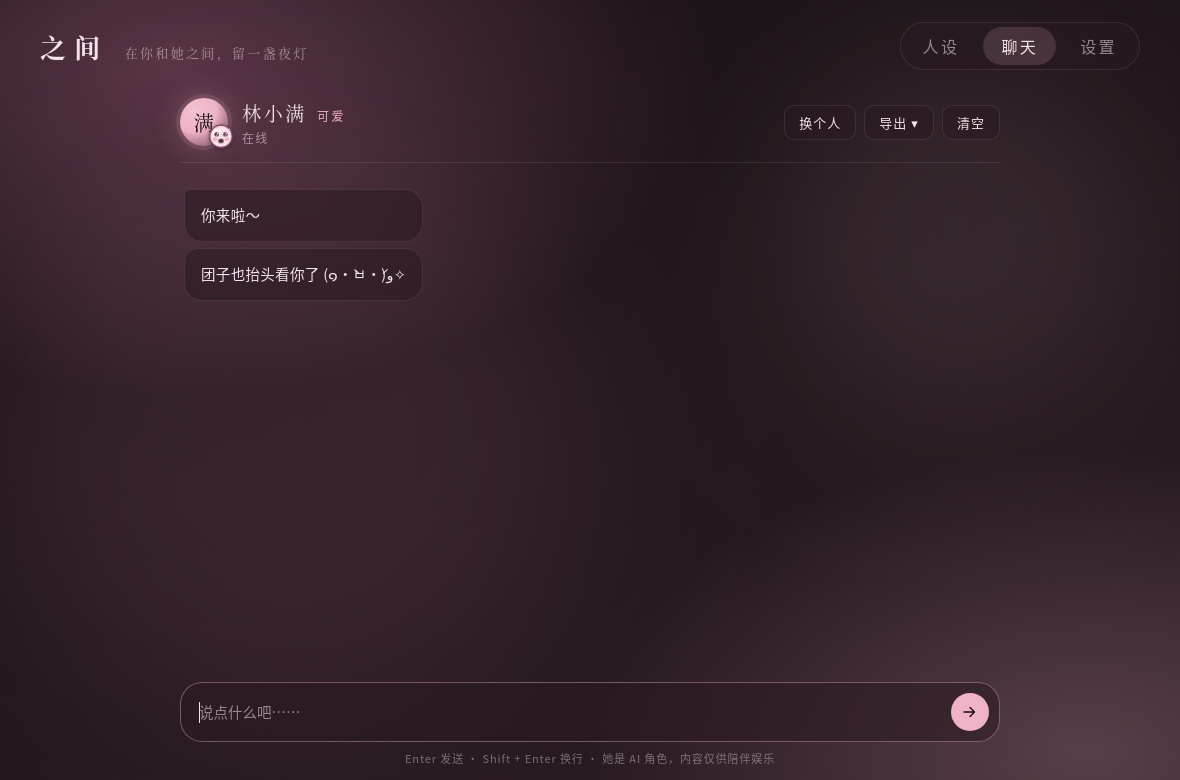 之间 在你和她之间，留一盏夜灯
人设 聊天 设置
满 林小满 可爱
在线
换个人 导出 ▾ 清空
你来啦～
团子也抬头看你了 (๑•̀ㅂ•́)و✧
说点什么吧……
Enter 发送 · Shift + Enter 换行 · 她是 AI 角色，内容仅供陪伴娱乐